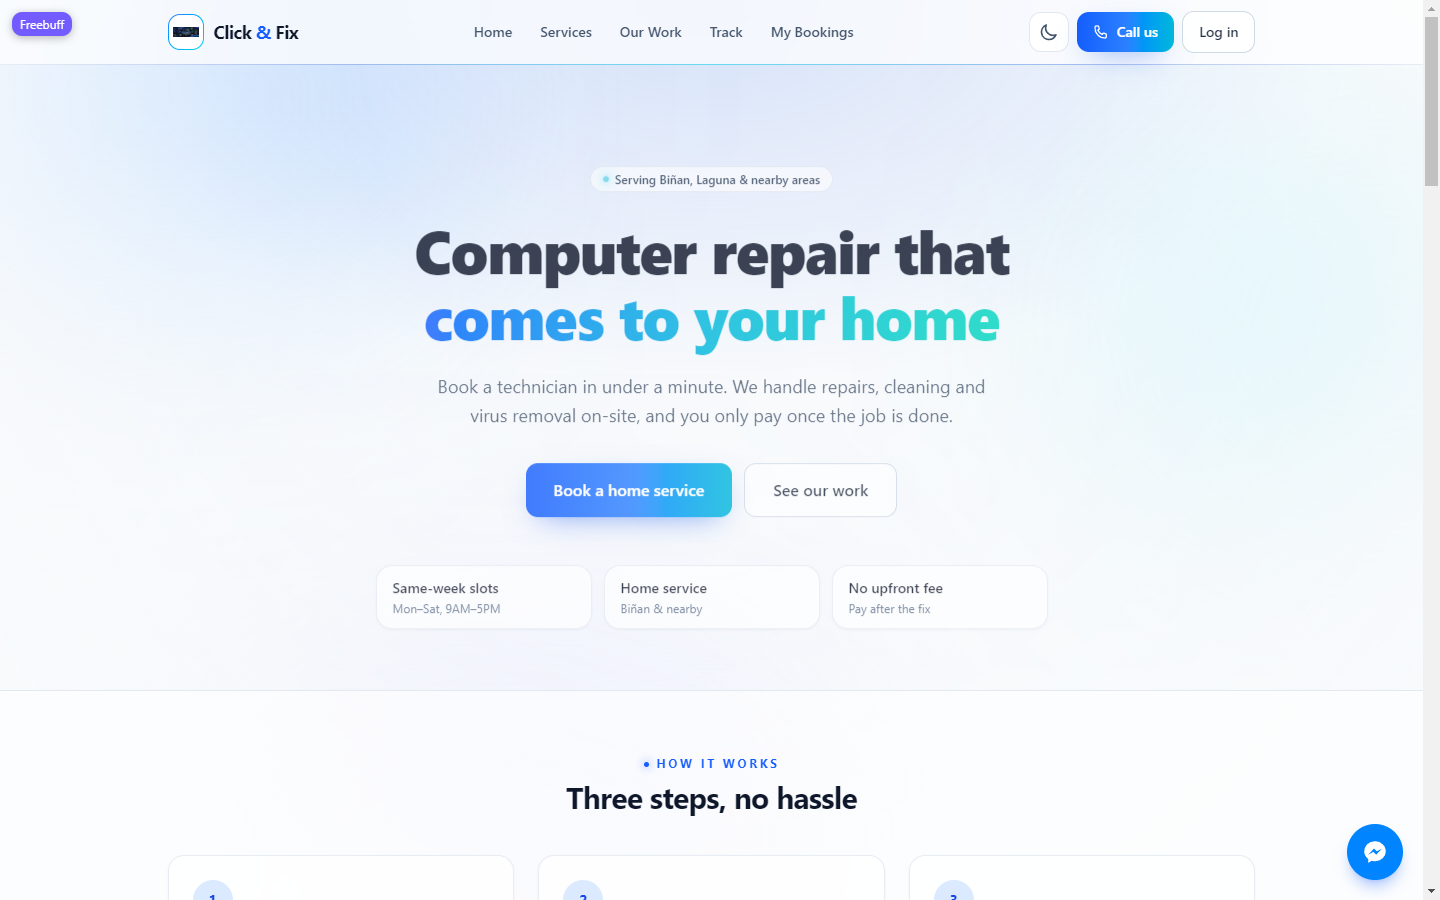 Freebuff
Click & Fix
Home
Services
Our Work
Track
My Bookings
Call us
Log in
Serving Biñan, Laguna & nearby areas
Computer repair that
comes to your home
Book a technician in under a minute. We handle repairs, cleaning and
virus removal on-site, and you only pay once the job is done.
Book a home service
See our work
Same-week slots
Mon–Sat, 9AM–5PM
Home service
Biñan & nearby
No upfront fee
Pay after the fix
HOW IT WORKS
Three steps, no hassle
1
2
3